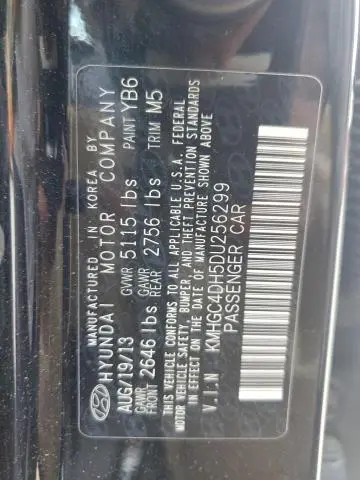 MANUFACTURED IN KOREA. BY
HYUNDAI MOTOR COMPANY
AUG/19/13 GVWR 5115 lbs PAINT YB6
GAWR FRONT 2646 lbs GAWR REAR 2756 lbs TRIM M5
THIS VEHICLE CONFORMS TO ALL APPLICABLE U.S.A. FEDERAL
MOTOR VEHICLE SAFETY, BUMPER, AND THEFT PREVENTION STANDARDS
IN EFFECT ON THE DATE OF MANUFACTURE SHOWN ABOVE
V.I.N KMHGC4DH5DU256299
PASSENGER CAR